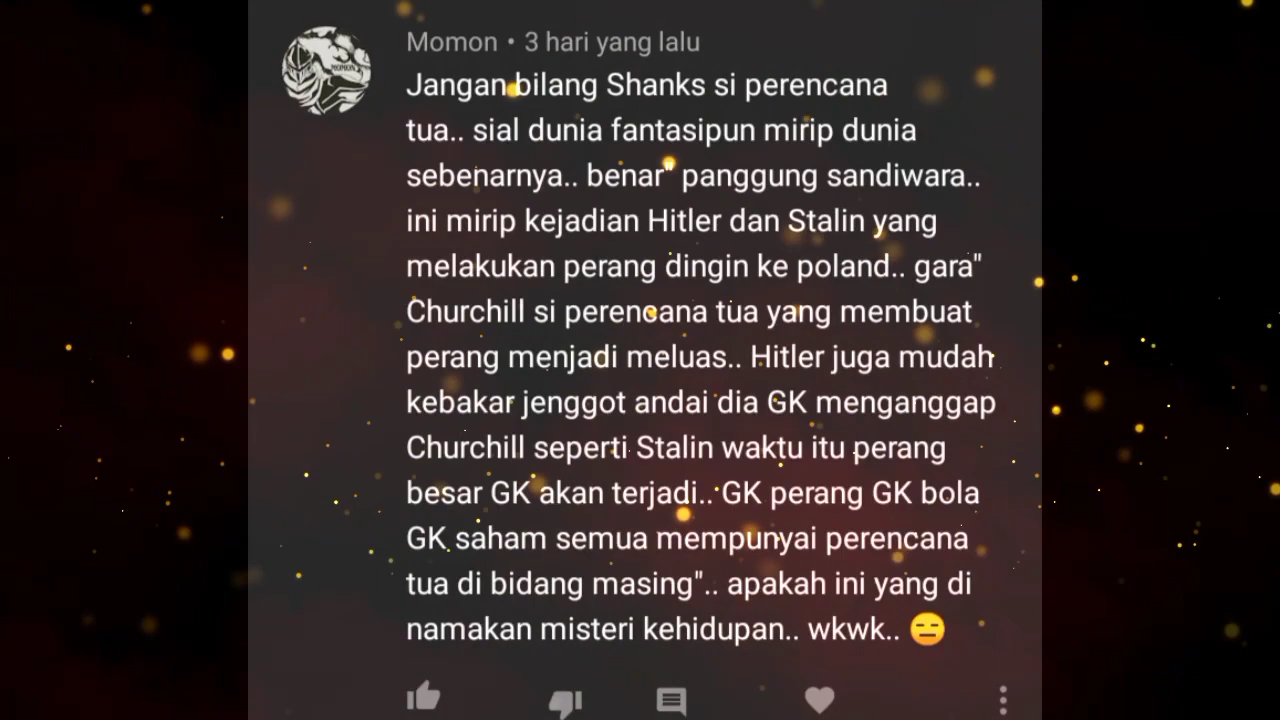 Momon • 3 hari yang lalu
Jangan bilang Shanks si perencana
tua.. sial dunia fantasipun mirip dunia
sebenarnya.. benar" panggung sandiwara..
ini mirip kejadian Hitler dan Stalin yang
melakukan perang dingin ke poland.. gara"
Churchill si perencana tua yang membuat
perang menjadi meluas.. Hitler juga mudah
kebakar jenggot andai dia GK menganggap
Churchill seperti Stalin waktu itu perang
besar GK akan terjadi.. GK perang GK bola
GK saham semua mempunyai perencana
tua di bidang masing".. apakah ini yang di
namakan misteri kehidupan.. wkwk.. 😑